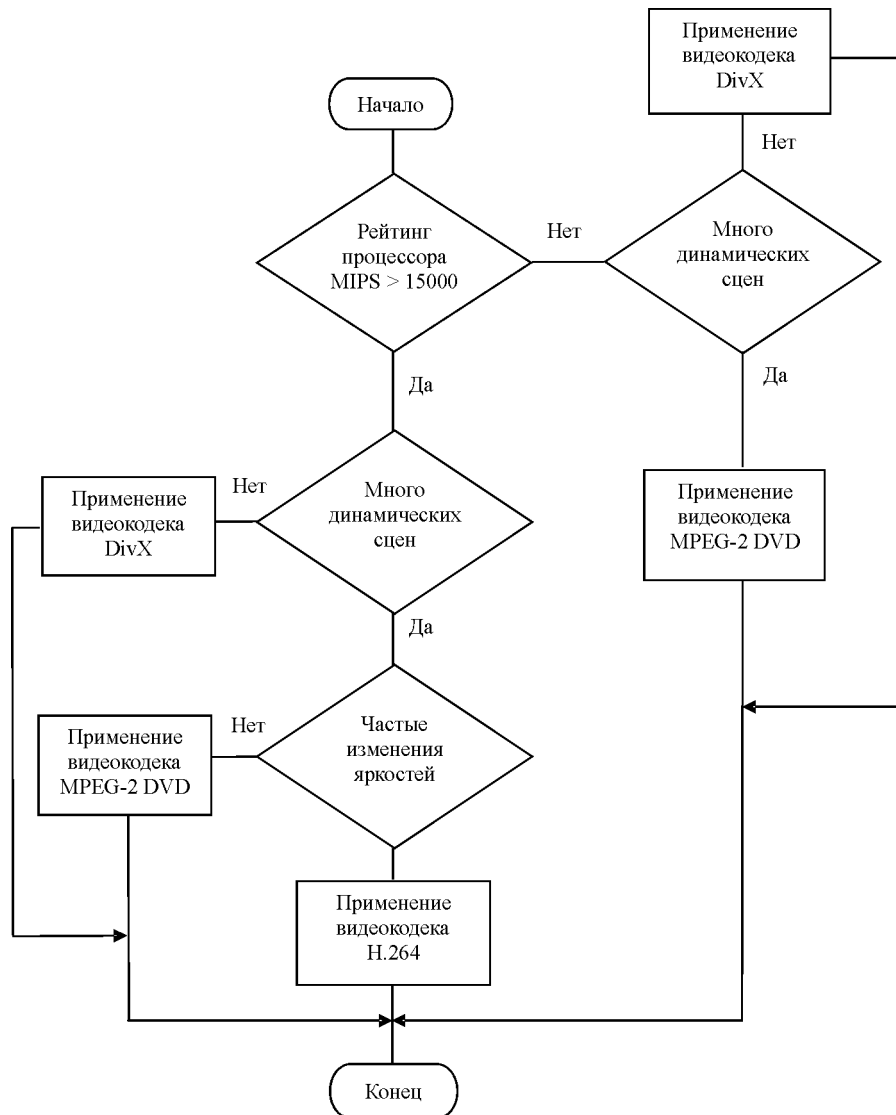 Применение
видеокодека
DivX
Начало
Нет
Рейтинг
процессора
MIPS > 15000
Нет
Много
динамических
сцен
Да
Да
Применение
видеокодека
DivX
Нет
Много
динамических
сцен
Применение
видеокодека
MPEG-2 DVD
Да
Применение
видеокодека
MPEG-2 DVD
Нет
Частые
изменения
яркостей
Применение
видеокодека
H.264
Конец